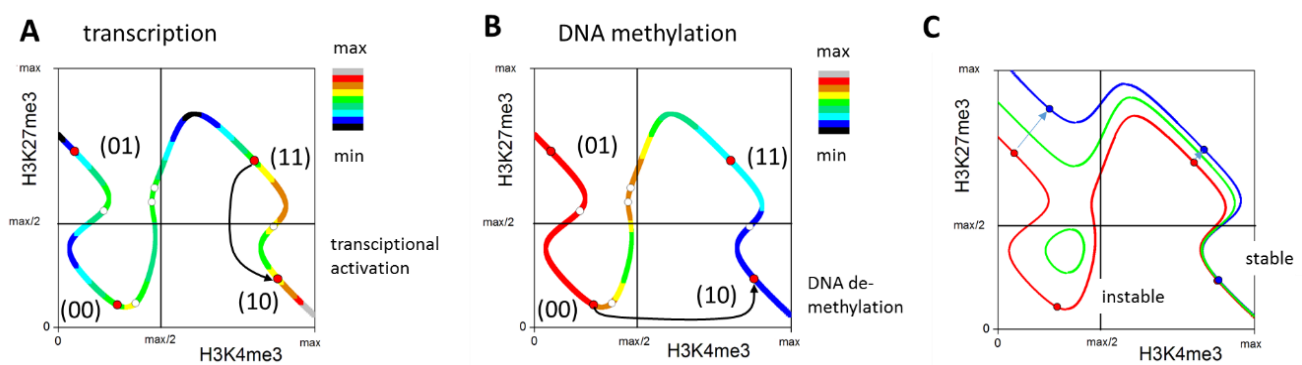 A
transcription
max
min
max
H3K27me3
max/2
0
(01)
(11)
(00)
(10)
transciptional
activation
0
max/2
max
H3K4me3
B
DNA methylation
max
min
max
H3K27me3
max/2
0
(01)
(11)
(00)
(10)
DNA de-
methylation
0
max/2
max
H3K4me3
C
max
H3K27me3
max/2
0
stable
instable
0
max/2
max
H3K4me3